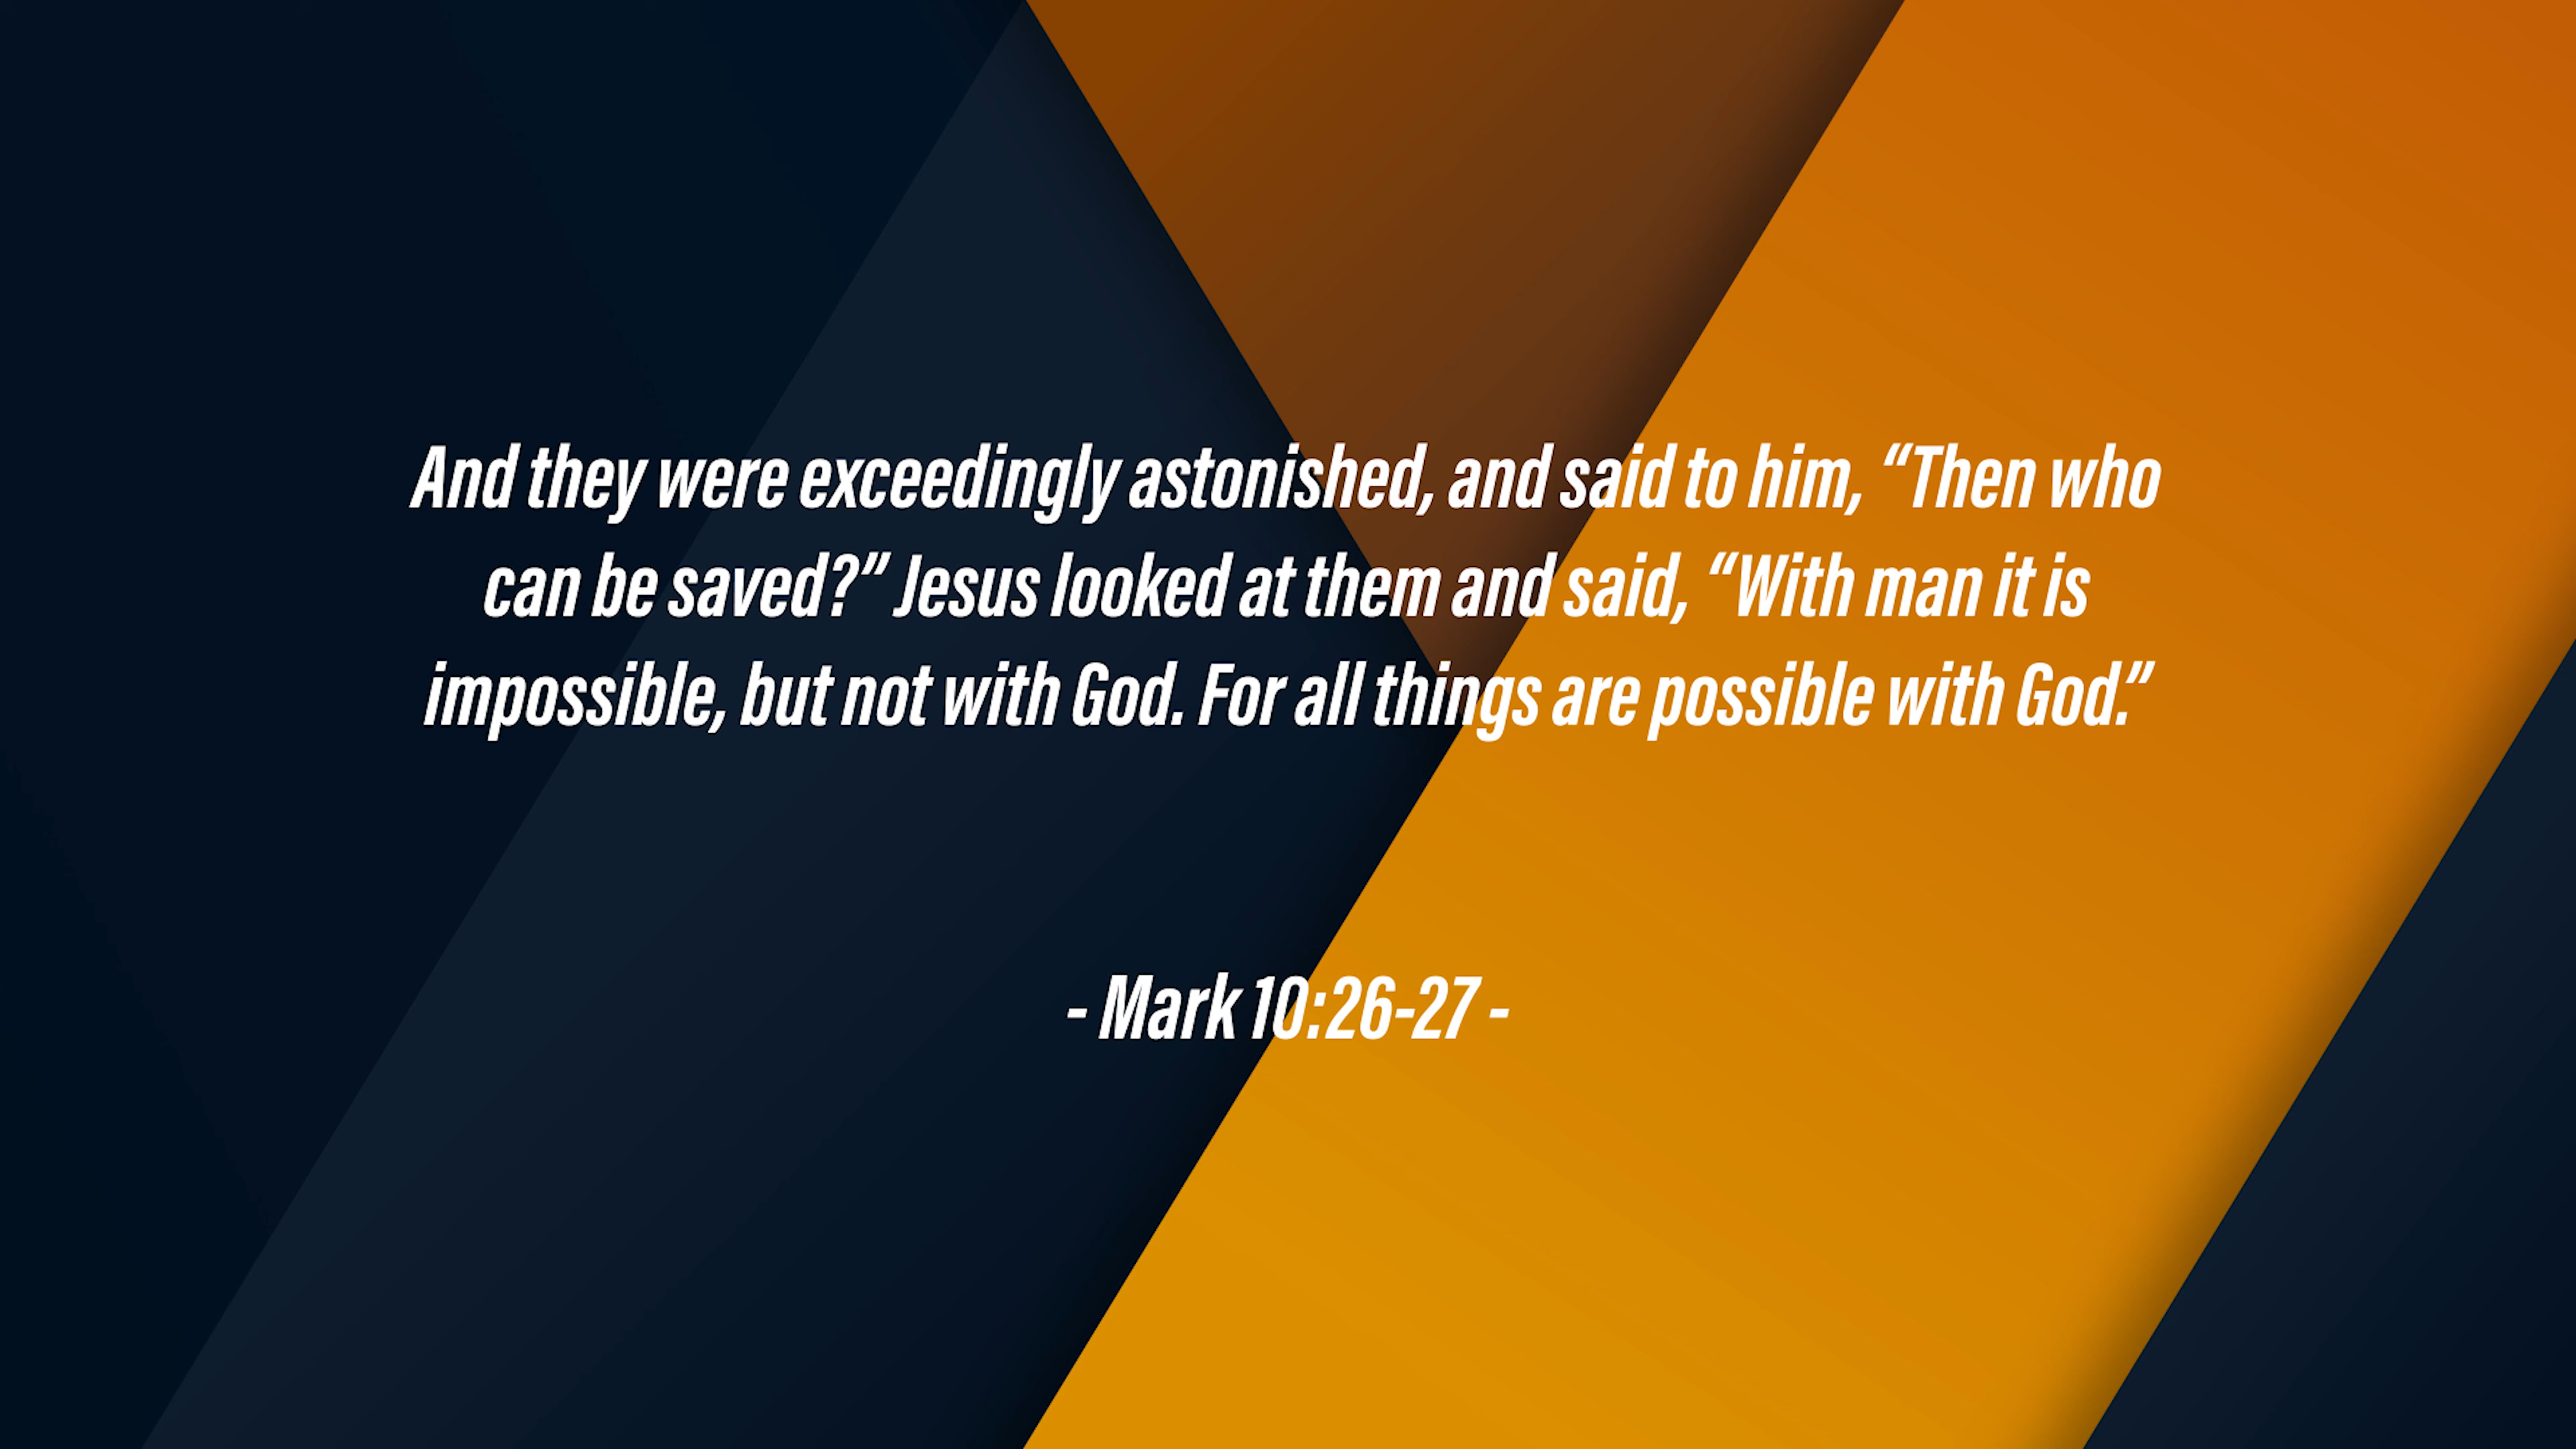 And they were exceedingly astonished, and said to him, “Then who
can be saved?” Jesus looked at them and said, “With man it is
impossible, but not with God. For all things are possible with God.”
- Mark 10:26-27 -